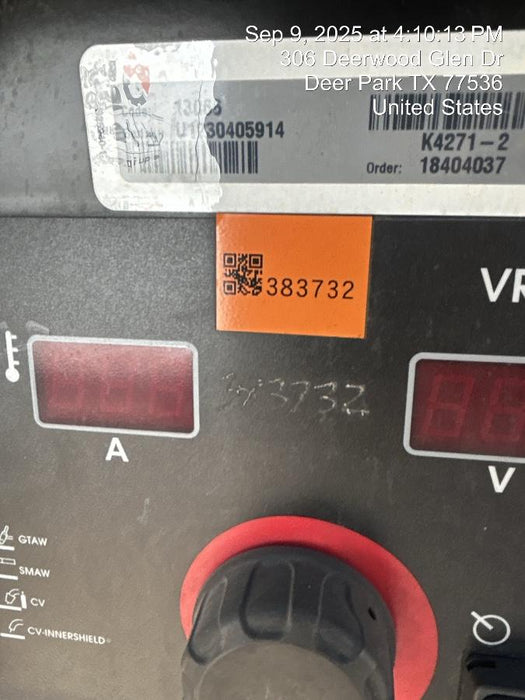 Sep 9, 2025 at 4:10:13 PM
306 Deerwood Glen Dr
Deer Park TX 77536
United States
K4271-2
Order: 18404037
383732
VR
A
V
GTAW
SMAW
CV
CV-INNERSHIELD